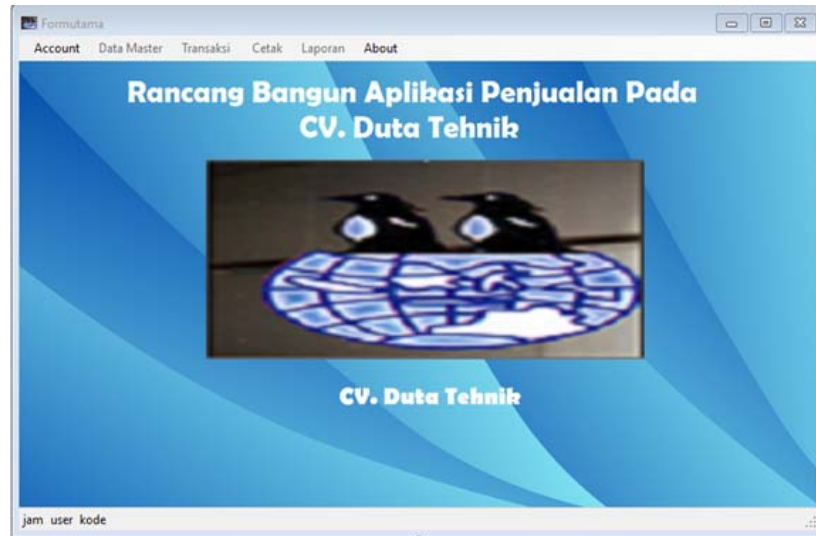 Formutama
Account Data Master Transaksi Cetak Laporan About
Rancang Bangun Aplikasi Penjualan Pada
CV. Duta Tehnik
CV. Duta Tehnik
jam user kode